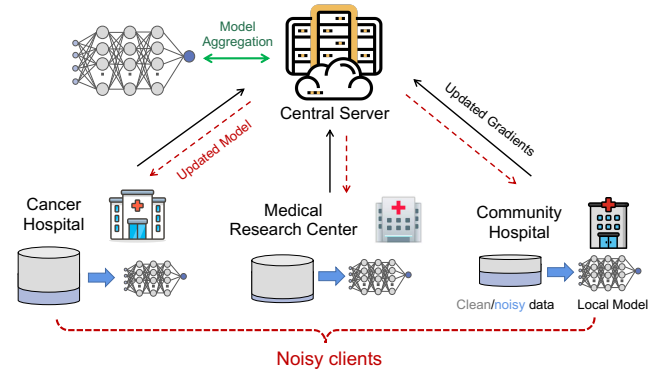 Model
Aggregation
Central Server
Updated Model
Updated Gradients
Cancer
Hospital
Medical
Research Center
Community
Hospital
Clean/noisy data
Local Model
Noisy clients